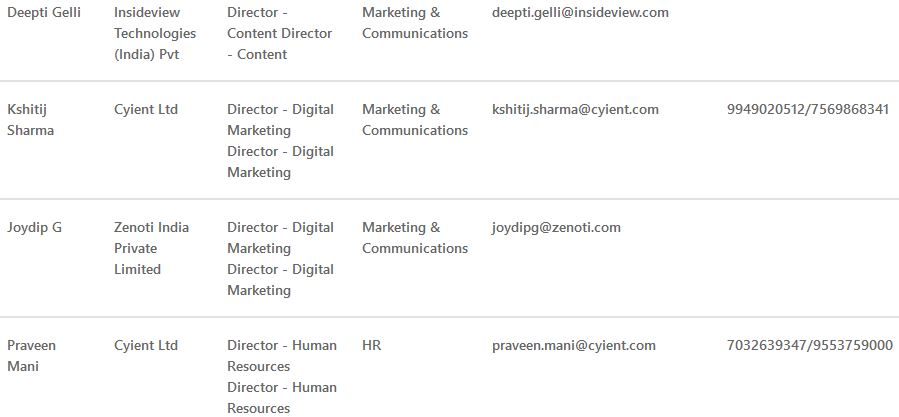 Deepti Gelli
Insideview
Technologies
(India) Pvt
Director -
Content Director
- Content
Marketing &
Communications
deepti.gelli@insideview.com
Kshitij
Sharma
Cyient Ltd
Director - Digital
Marketing
Director - Digital
Marketing
Marketing &
Communications
kshitij.sharma@cyient.com
9949020512/7569868341
Joydip G
Zenoti India
Private
Limited
Director - Digital
Marketing
Director - Digital
Marketing
Marketing &
Communications
joydipg@zenoti.com
Praveen
Mani
Cyient Ltd
Director - Human
Resources
Director - Human
Resources
HR
praveen.mani@cyient.com
7032639347/9553759000